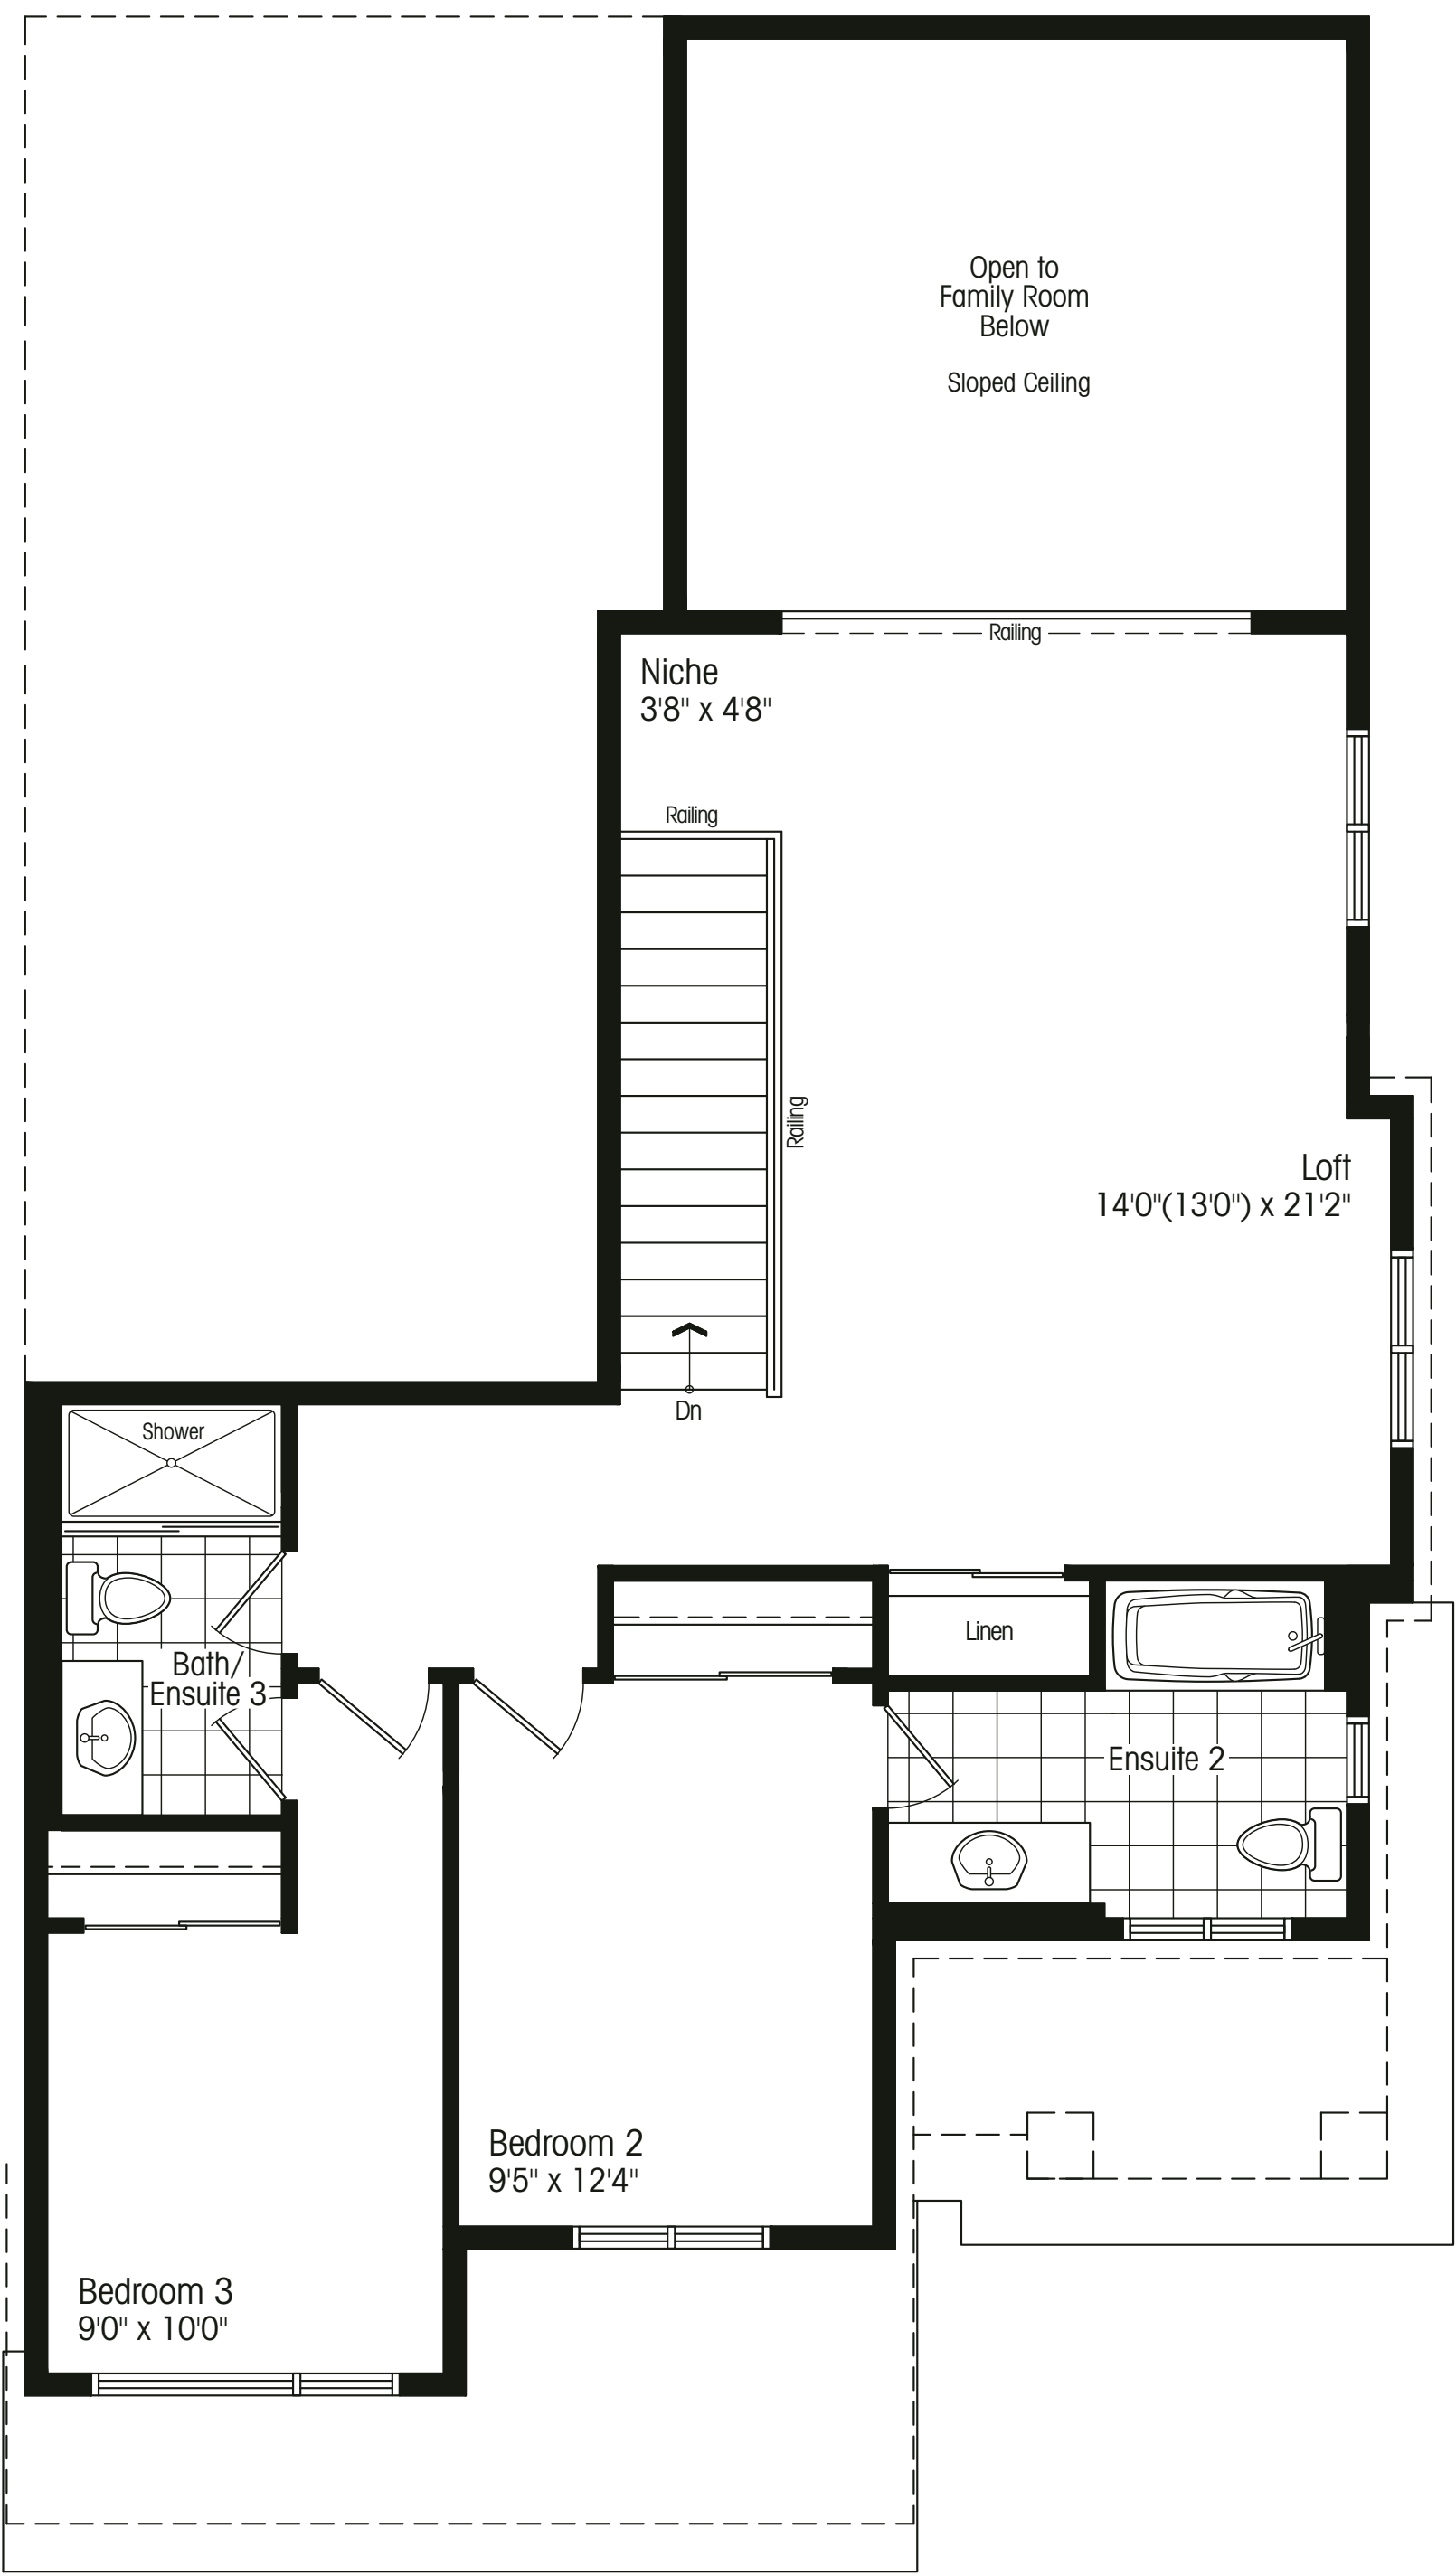 Open to
Family Room
Below
Sloped Ceiling
Railing
Niche
3'8" x 4'8"
Railing
Railing
Loft
14'0"(13'0") x 21'2"
Dn
Shower
Linen
Bath/
Ensuite 3
Ensuite 2
Bedroom 2
9'5" x 12'4"
Bedroom 3
9'0" x 10'0"